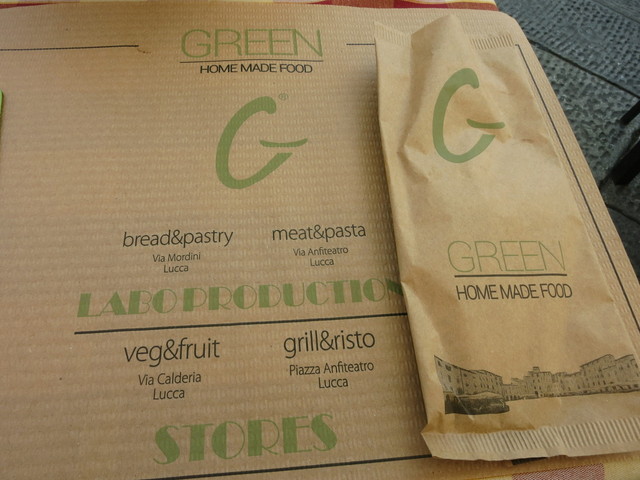 GREEN
HOME MADE FOOD
G®
bread&pastry
Via Mordini
Lucca
meat&pasta
Via Anfiteatro
Lucca
LABO PRODUCTION
veg&fruit
Via Calderia
Lucca
grill&risto
Piazza Anfiteatro
Lucca
STORES
G
GREEN
HOME MADE FOOD